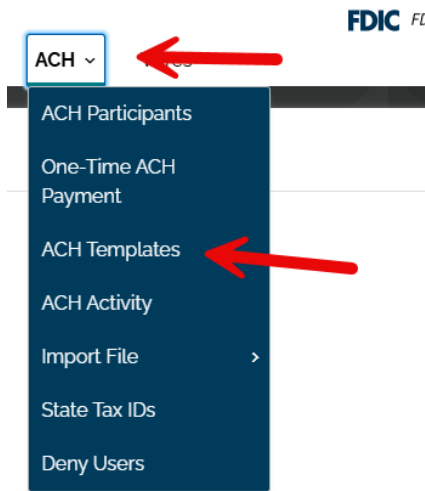 FDIC
ACH
ACH Participants
One-Time ACH
Payment
ACH Templates
ACH Activity
Import File
State Tax IDs
Deny Users